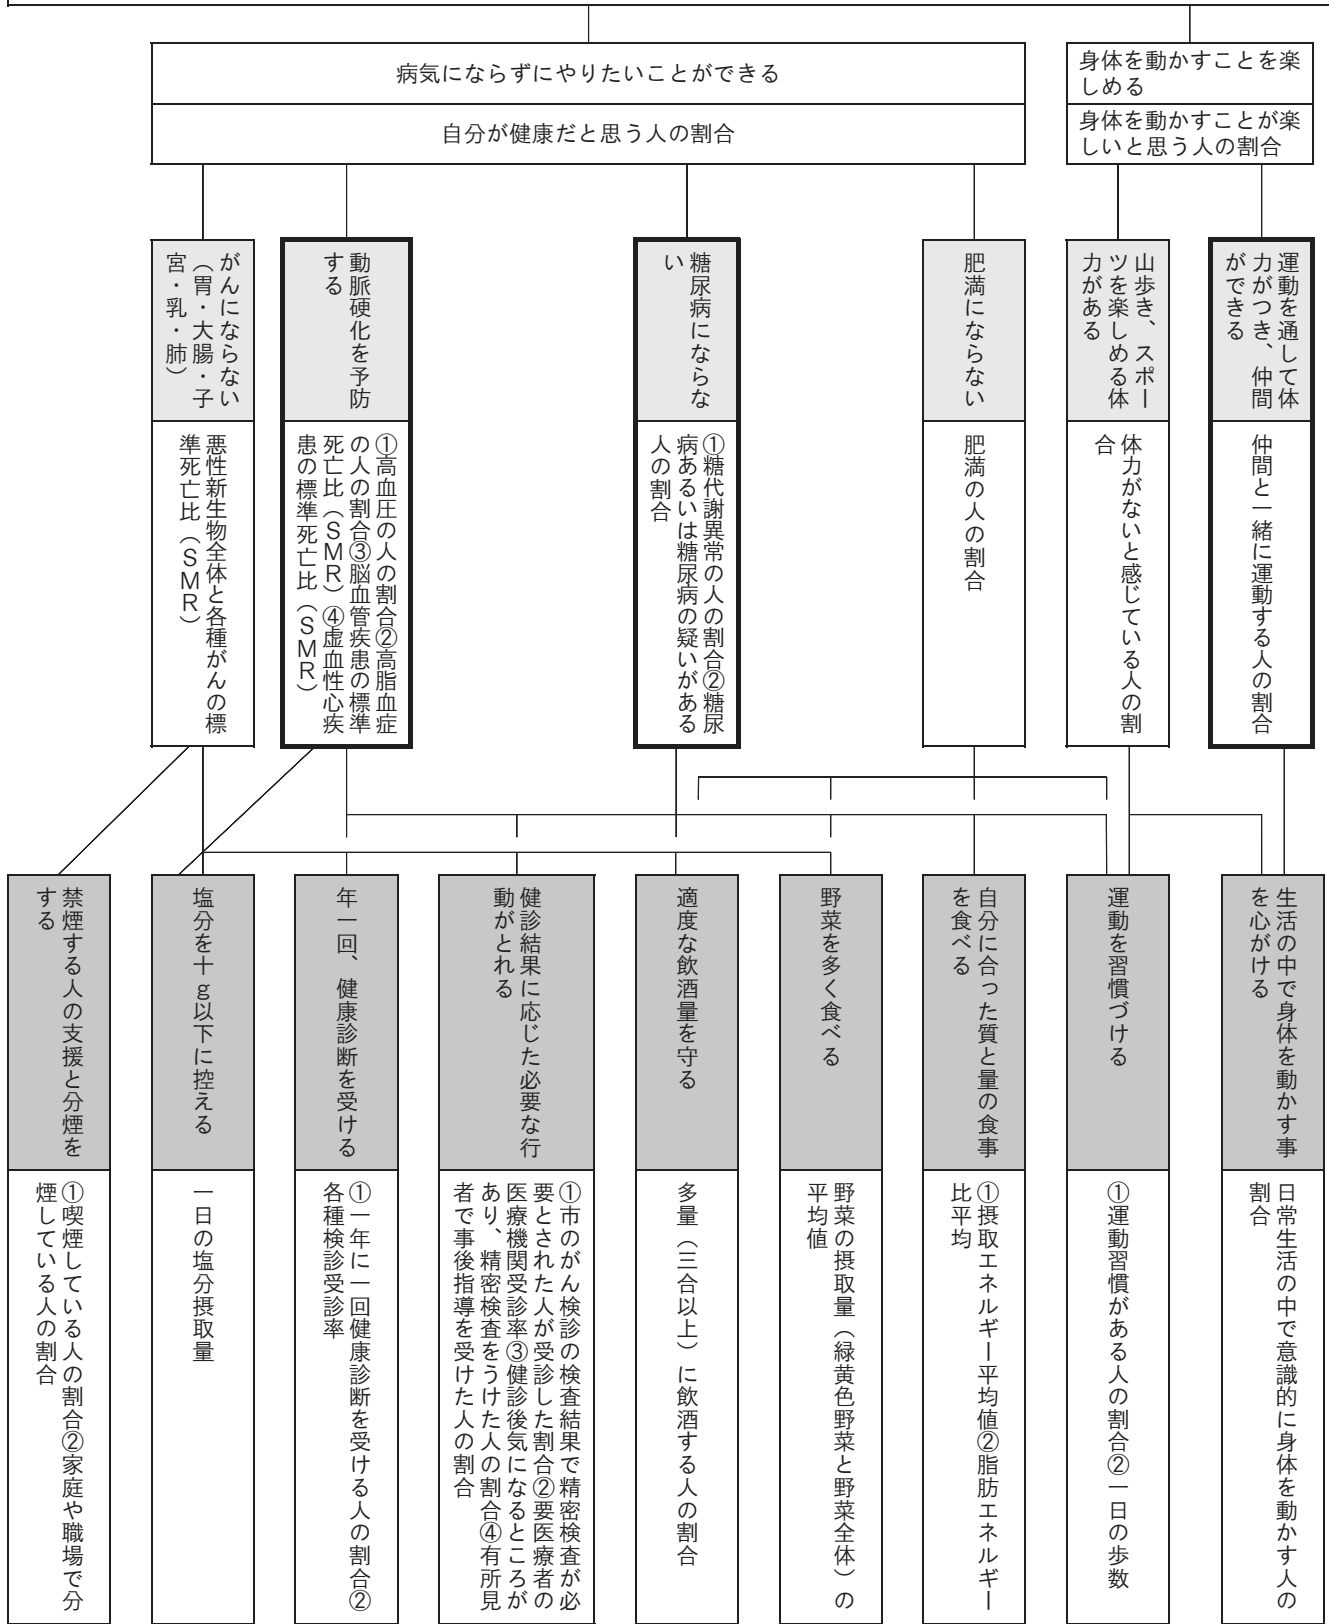 病気にならずにやりたいことができる
自分が健康だと思う人の割合
身体を動かすことを楽
しめる
身体を動かすことが楽
しいと思う人の割合
がんにならない
（胃・大腸・子
宮・乳・肺）
悪性新生物全体と各種がんの標
準死亡比（ＳＭＲ）
動脈硬化を予防
する
①高血圧の人の割合②高脂血症
の人の割合③脳血管疾患の標準
死亡比（ＳＭＲ）④虚血性心疾
患の標準死亡比（ＳＭＲ）
糖尿病にならな
い
①糖代謝異常の人の割合②糖尿
病あるいは糖尿病の疑いがある
人の割合
肥満にならない
肥満の人の割合
山歩き、スポー
ツを楽しめる体
力がある
体力がないと感じている人の割
合
運動を通して体
力がつき、仲間
ができる
仲間と一緒に運動する人の割合
禁煙する人の支援と分煙を
する
①喫煙している人の割合②家庭や職場で分
煙している人の割合
塩分を十ｇ以下に控える
一日の塩分摂取量
年一回、健康診断を受ける
①一年に一回健康診断を受ける人の割合②
各種検診受診率
健診結果に応じた必要な行
動がとれる
①市のがん検診の検査結果で精密検査が必
要とされた人が受診した割合②要医療者の
医療機関受診率③健診後気になるところが
あり、精密検査をうけた人の割合④有所見
者で事後指導を受けた人の割合
適度な飲酒量を守る
多量（三合以上）に飲酒する人の割合
野菜を多く食べる
野菜の摂取量（緑黄色野菜と野菜全体）の
平均値
自分に合った質と量の食事
を食べる
①摂取エネルギー平均値②脂肪エネルギー
比平均
運動を習慣づける
①運動習慣がある人の割合②一日の歩数
生活の中で身体を動かす事
を心がける
日常生活の中で意識的に身体を動かす人の
割合